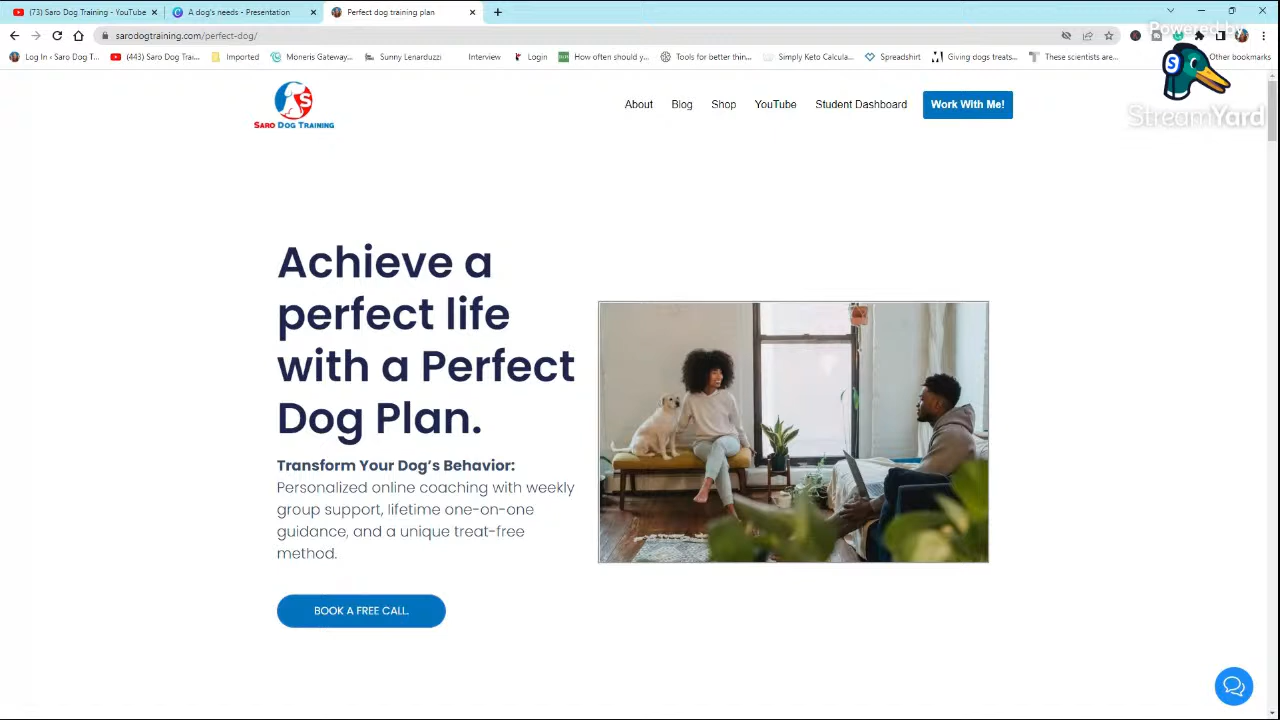 (73) Saro Dog Training - YouTube
A dog's needs - Presentation
Perfect dog training plan
sarodogtraining.com/perfect-dog/
Powered by
Log In ‹ Saro Dog T...
(443) Saro Dog Trai...
Imported
Moneris Gateway...
Sunny Lenarduzzi
Interview
Login
How often should y...
Tools for better thin...
Simply Keto Calcula...
Spreadshirt
Giving dogs treats...
These scientists are...
Other bookmarks
StreamYard
S
SARO DOG TRAINING
About
Blog
Shop
YouTube
Student Dashboard
Work With Me!
Achieve a
perfect life
with a Perfect
Dog Plan.
Transform Your Dog's Behavior:
Personalized online coaching with weekly
group support, lifetime one-on-one
guidance, and a unique treat-free
method.
BOOK A FREE CALL.